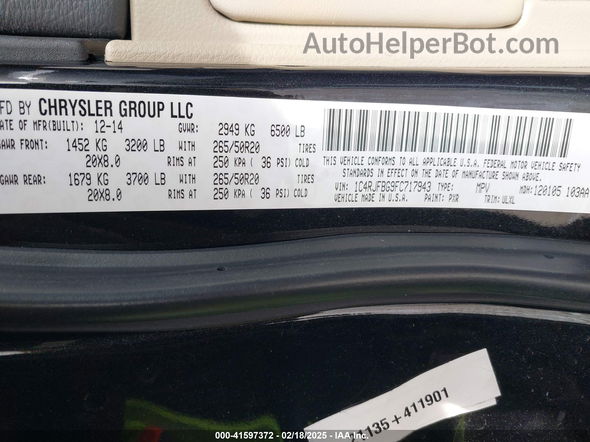 AutoHelperBot.com
FD BY CHRYSLER GROUP LLC
DATE OF MFR(BUILT): 12-14 GVWR: 2949 KG 6500 LB
GAWR FRONT: 1452 KG 3200 LB WITH 265/50R20 TIRES
20X8.0 RIMS AT 250 KPA ( 36 PSI) COLD
GAWR REAR: 1679 KG 3700 LB WITH 265/50R20 TIRES
20X8.0 RIMS AT 250 KPA ( 36 PSI) COLD
THIS VEHICLE CONFORMS TO ALL APPLICABLE U.S.A. FEDERAL MOTOR VEHICLE SAFETY
STANDARDS IN EFFECT ON THE DATE OF MANUFACTURE SHOWN ABOVE.
VIN: 1C4RJFBG9FC717943 TYPE: MPV MDH: 120105 103AA
VEHICLE MADE IN U.S.A. PAINT: PXR TRIM: ULXL
1135 + 411901
00-41597372 - 02/18/2025 - IAA Inc.